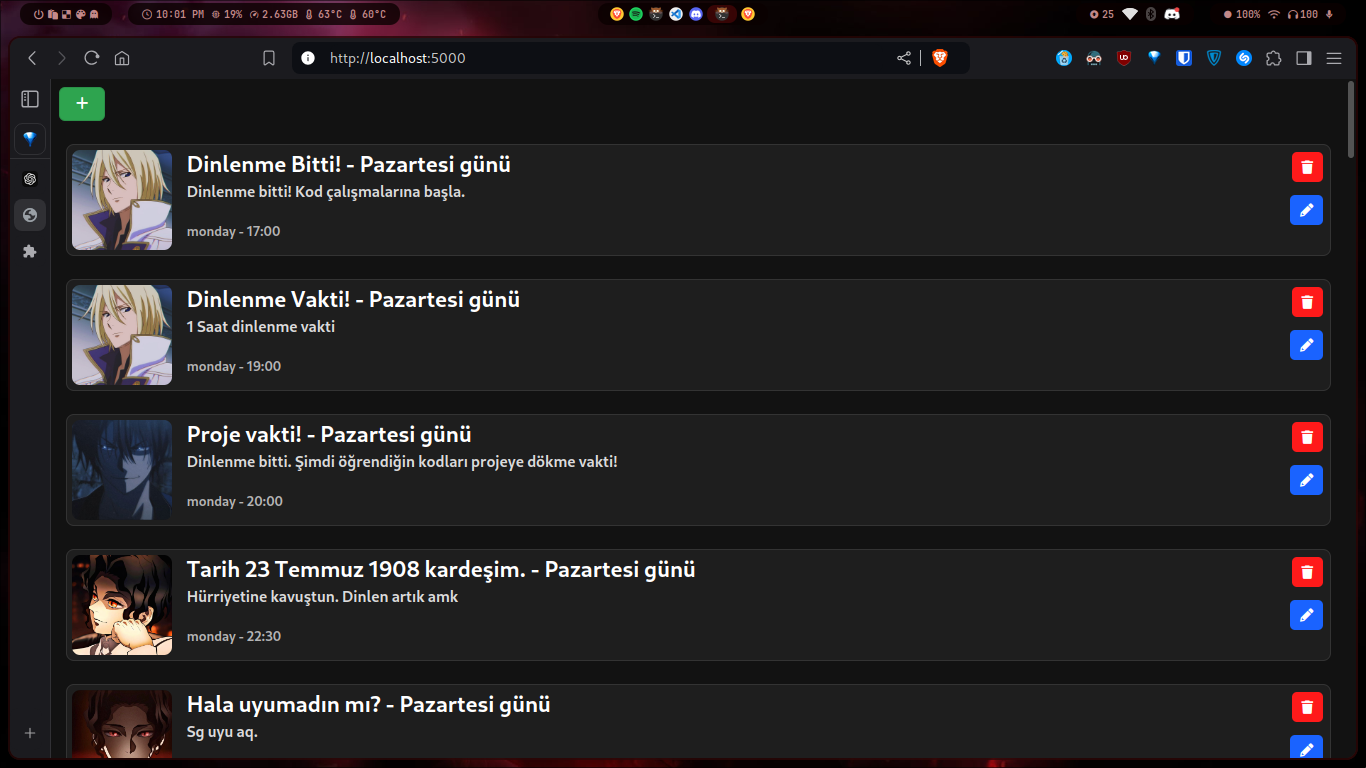 10:01 PM 19% 2.63GB 63°C 60°C 25 100% 100
http://localhost:5000
+
Dinlenme Bitti! - Pazartesi günü
Dinlenme bitti! Kod çalışmalarına başla.
monday - 17:00
Dinlenme Vakti! - Pazartesi günü
1 Saat dinlenme vakti
monday - 19:00
Proje vakti! - Pazartesi günü
Dinlenme bitti. Şimdi öğrendiğin kodları projeye dökme vakti!
monday - 20:00
Tarih 23 Temmuz 1908 kardeşim. - Pazartesi günü
Hürriyetine kavuştun. Dinlen artık amk
monday - 22:30
Hala uyumadın mı? - Pazartesi günü
Sg uyu aq.